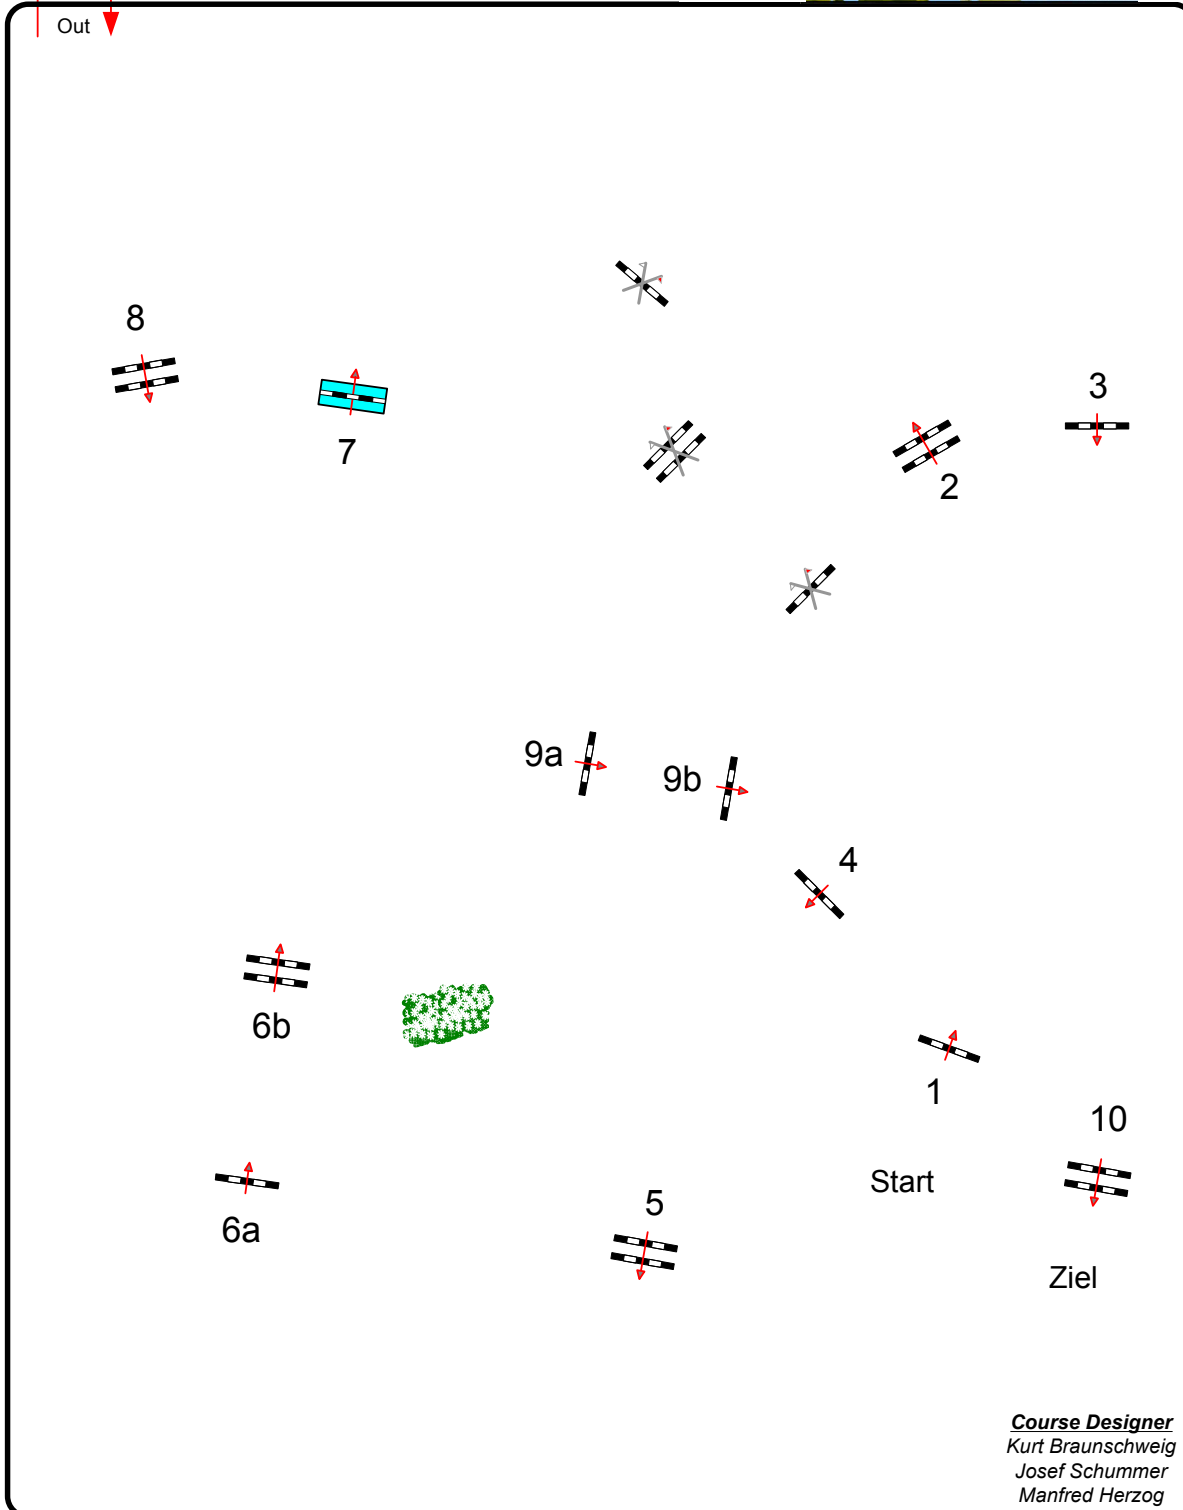 Out
8
7
3
2
9a
9b
4
6b
1
10
Start
6a
5
Ziel
Course Designer
Kurt Braunschweig
Josef Schummer
Manfred Herzog